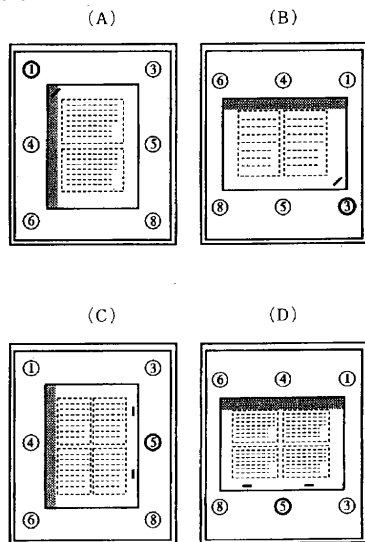 (A)
(B)
① ③
④ ⑤
⑥ ⑧
⑥ ④ ①
⑧ ⑤ ③
(C)
(D)
① ③
④ ⑤
⑥ ⑧
⑥ ④ ①
⑧ ⑤ ③